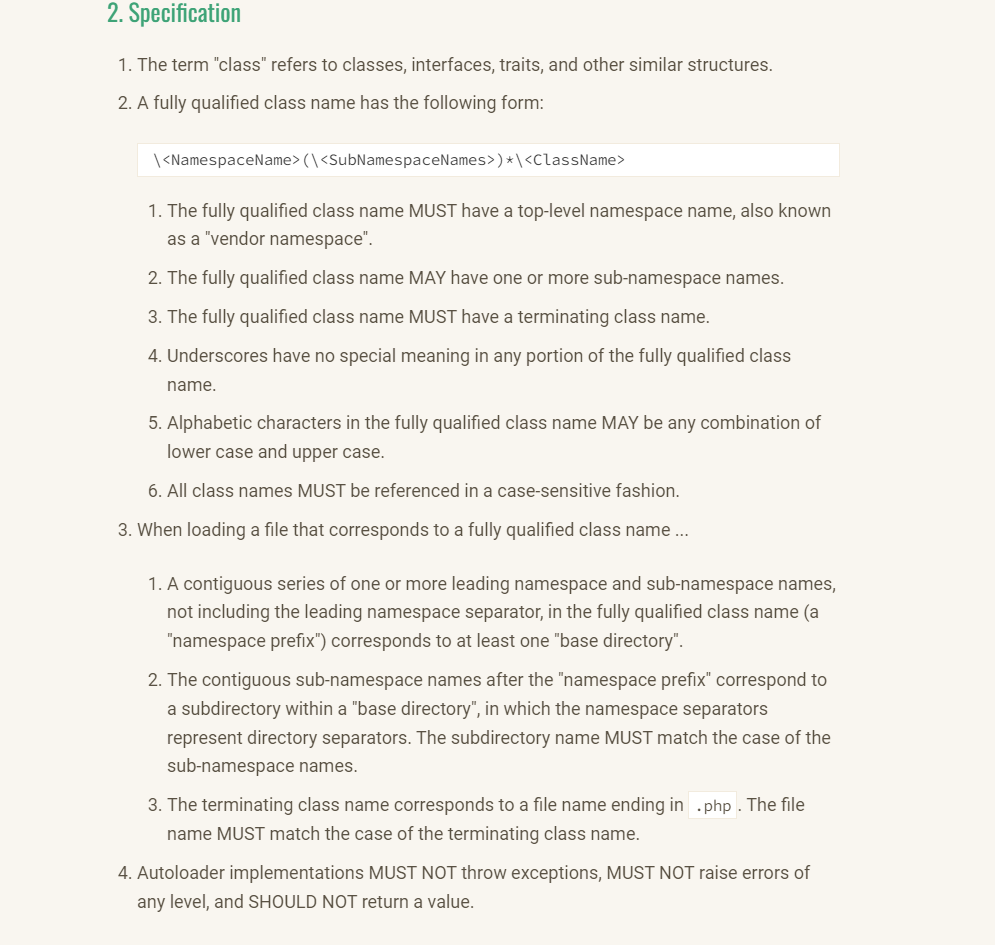 2. Specification
1. The term "class" refers to classes, interfaces, traits, and other similar structures.
2. A fully qualified class name has the following form:
\<NamespaceName>(\<SubNamespaceNames>)*\<ClassName>
1. The fully qualified class name MUST have a top-level namespace name, also known
as a "vendor namespace".
2. The fully qualified class name MAY have one or more sub-namespace names.
3. The fully qualified class name MUST have a terminating class name.
4. Underscores have no special meaning in any portion of the fully qualified class
name.
5. Alphabetic characters in the fully qualified class name MAY be any combination of
lower case and upper case.
6. All class names MUST be referenced in a case-sensitive fashion.
3. When loading a file that corresponds to a fully qualified class name ...
1. A contiguous series of one or more leading namespace and sub-namespace names,
not including the leading namespace separator, in the fully qualified class name (a
"namespace prefix") corresponds to at least one "base directory".
2. The contiguous sub-namespace names after the "namespace prefix" correspond to
a subdirectory within a "base directory", in which the namespace separators
represent directory separators. The subdirectory name MUST match the case of the
sub-namespace names.
3. The terminating class name corresponds to a file name ending in .php. The file
name MUST match the case of the terminating class name.
4. Autoloader implementations MUST NOT throw exceptions, MUST NOT raise errors of
any level, and SHOULD NOT return a value.